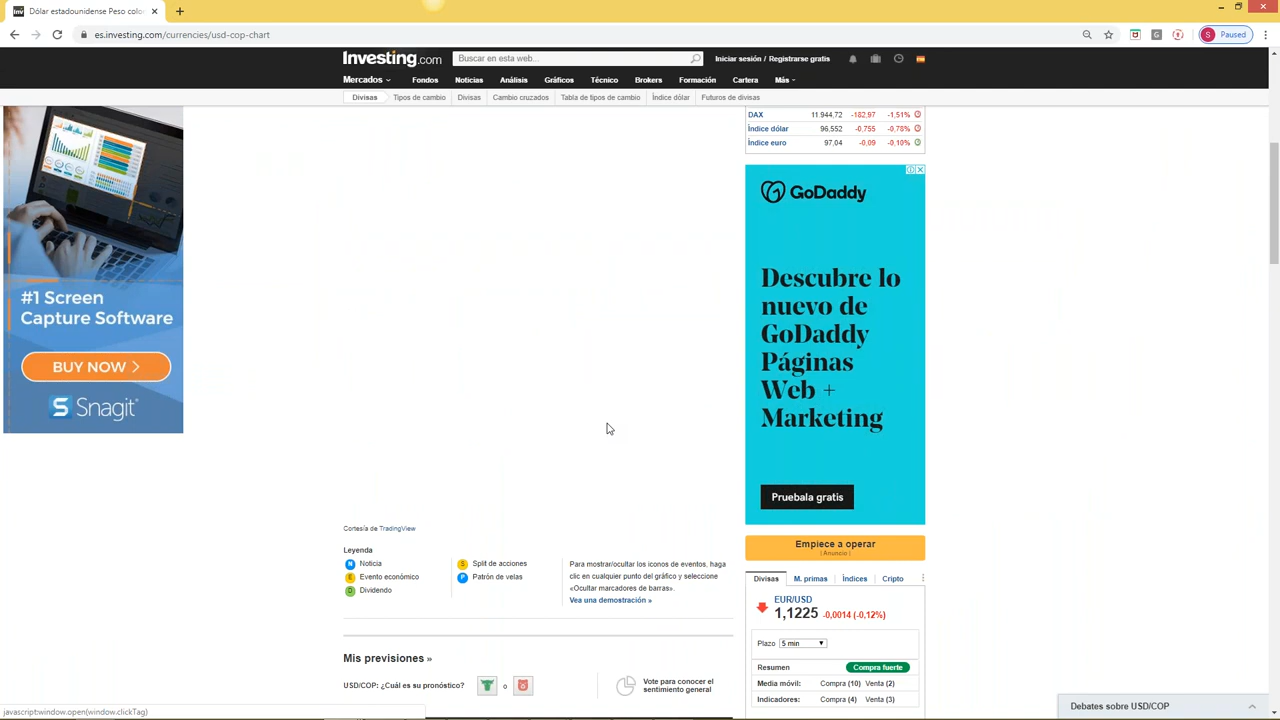 Dólar estadounidense Peso colo
es.investing.com/currencies/usd-cop-chart
Paused
Investing.com
Buscar en esta web...
Iniciar sesión / Registrarse gratis
Mercados
Fondos
Noticias
Análisis
Gráficos
Técnico
Brokers
Formación
Cartera
Más
Divisas
Tipos de cambio
Divisas
Cambio cruzados
Tabla de tipos de cambio
Índice dólar
Futuros de divisas
#1 Screen
Capture Software
BUY NOW >
Snagit
DAX 11.944,72 -182,97 -1,51%
Índice dólar 96,552 -0,755 -0,78%
Índice euro 97,04 -0,09 -0,10%
GoDaddy
Descubre lo
nuevo de
GoDaddy
Páginas
Web +
Marketing
Pruebala gratis
Cortesía de TradingView
Leyenda
N Noticia
E Evento económico
D Dividendo
S Split de acciones
P Patrón de velas
Para mostrar/ocultar los iconos de eventos, haga
clic en cualquier punto del gráfico y seleccione
«Ocultar marcadores de barras».
Vea una demostración »
Empiece a operar
(Anuncio)
Divisas
M. primas
Índices
Cripto
EUR/USD
1,1225 -0,0014 (-0,12%)
Plazo 5 min
Resumen Compra fuerte
Media móvil: Compra (10) Venta (2)
Indicadores: Compra (4) Venta (3)
Mis previsiones »
USD/COP: ¿Cuál es su pronóstico?
o
Vote para conocer el
sentimiento general
Debates sobre USD/COP
javascript:window.open(window.clickTag)